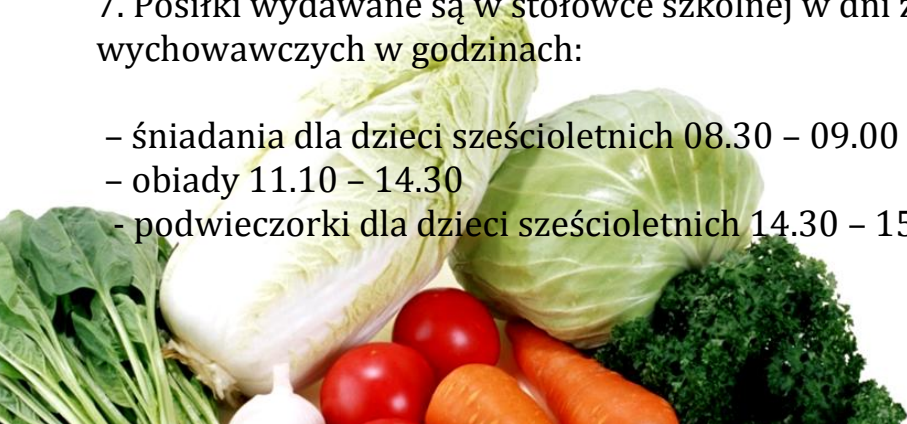 7. Posiłki wydawane są w stołówce szkolnej w dni
wychowawczych w godzinach:
– śniadania dla dzieci sześcioletnich 08.30 – 09.00
– obiady 11.10 – 14.30
- podwieczorki dla dzieci sześcioletnich 14.30 –